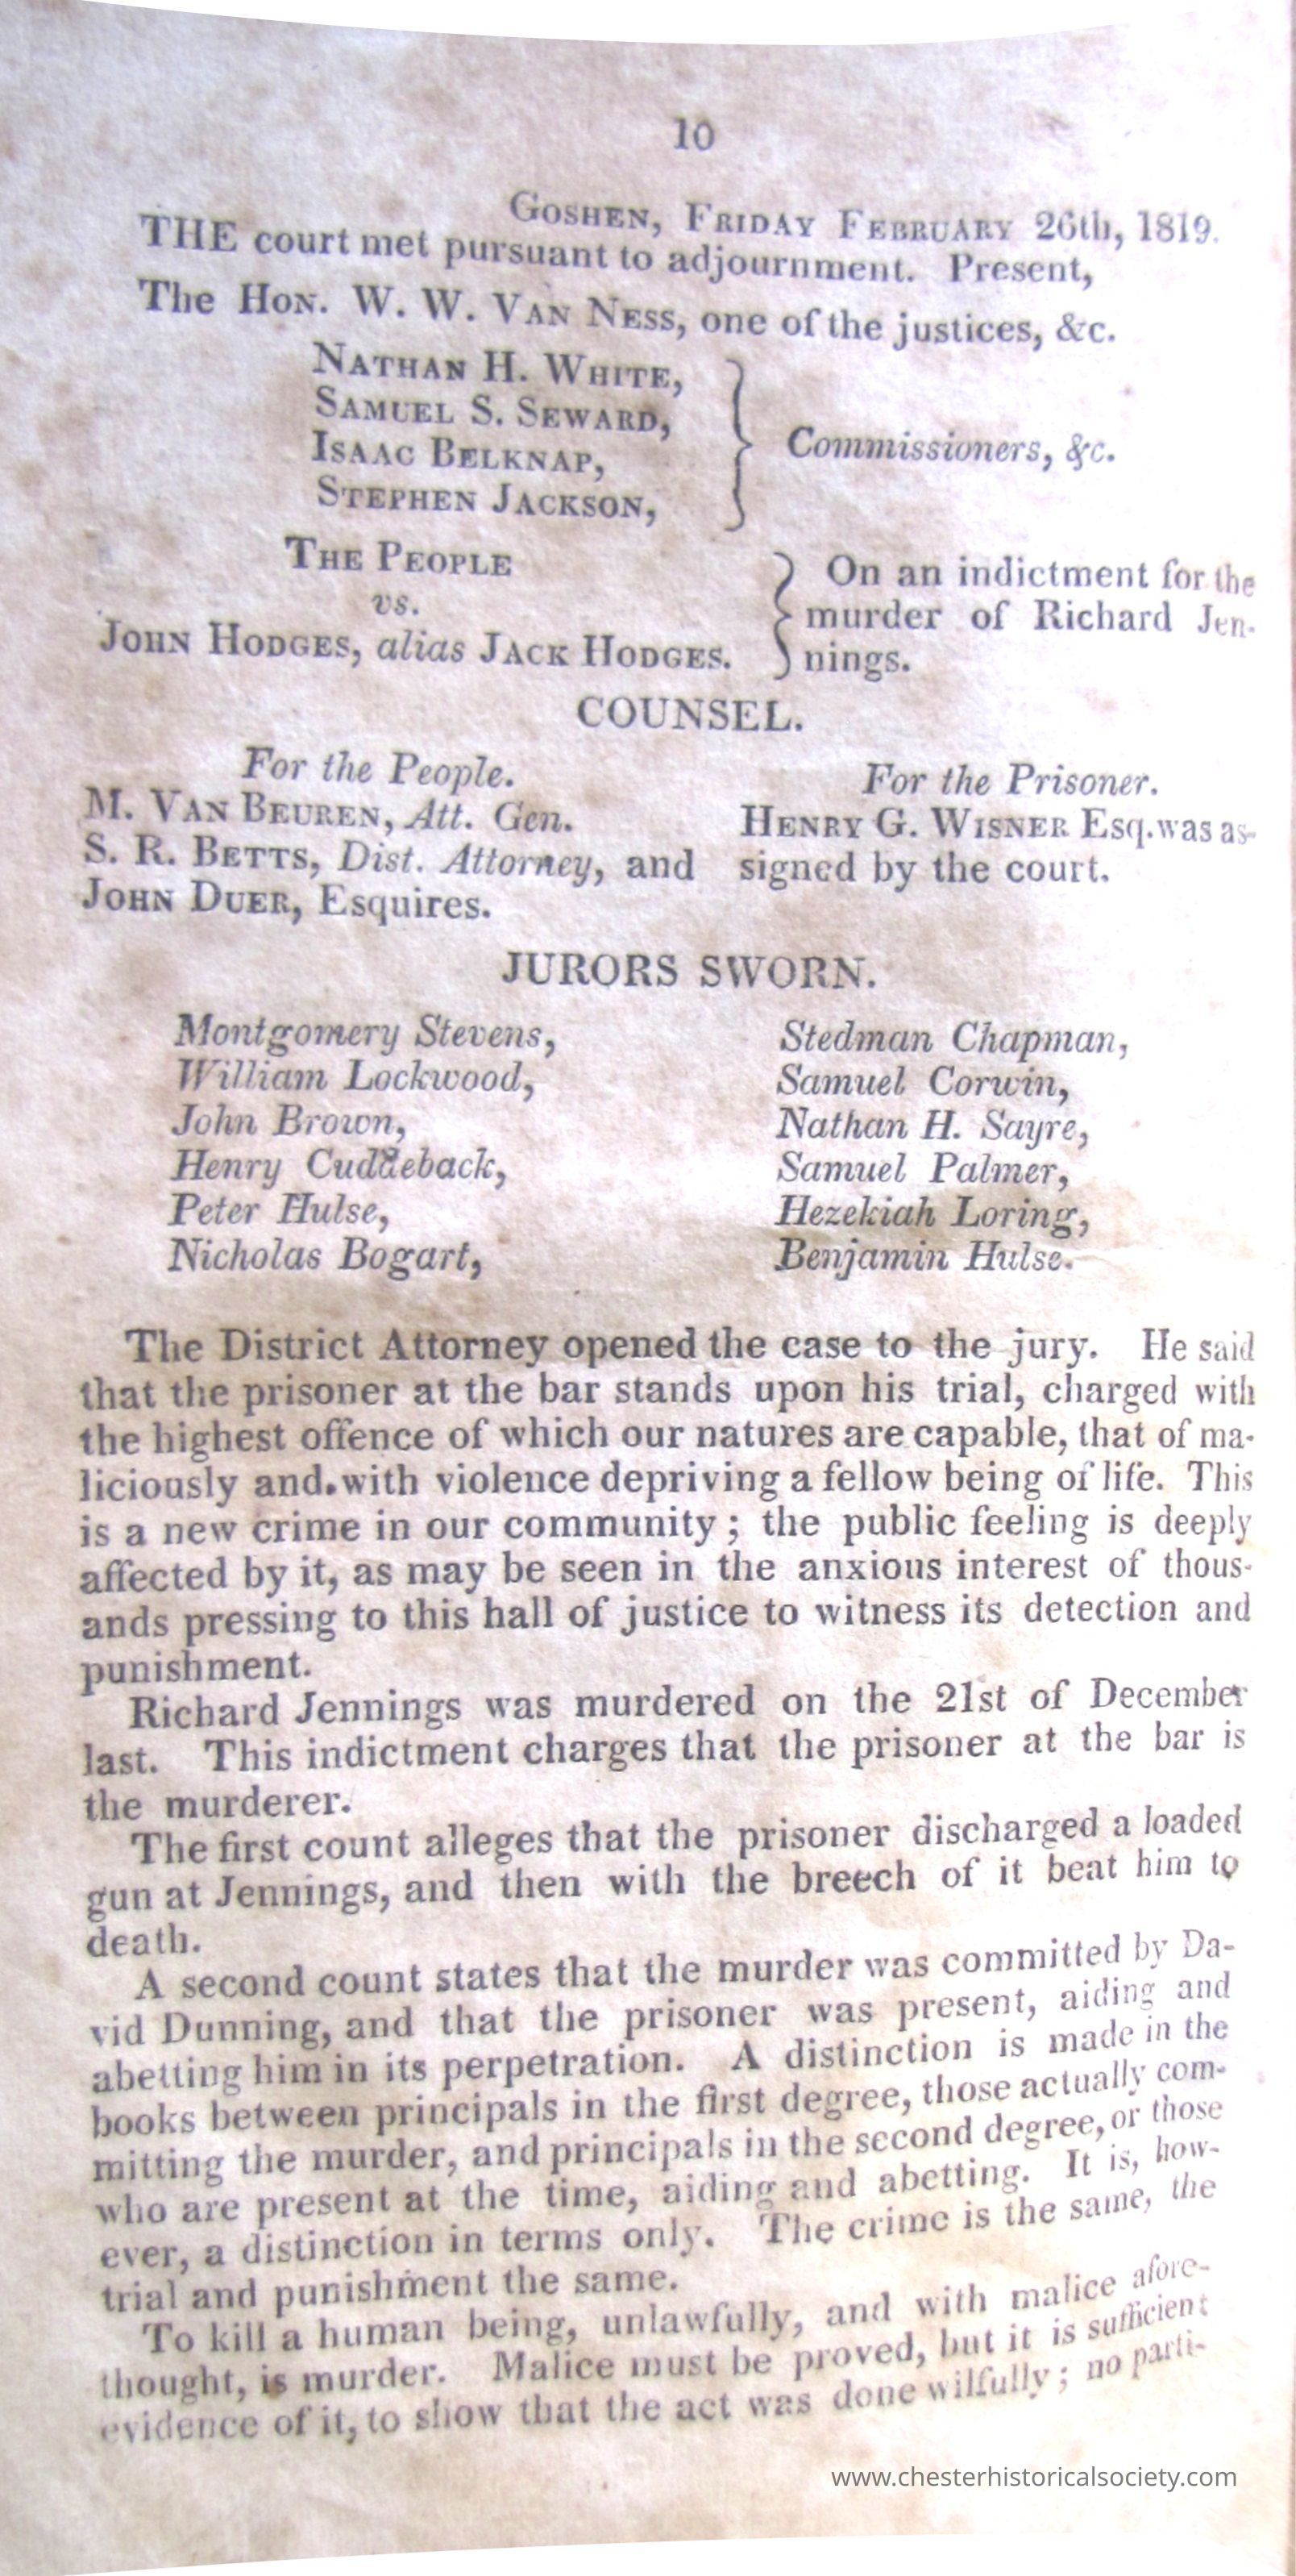 10
GOSHEN, FRIDAY FEBRUARY 26th, 1819.
THE court met pursuant to adjournment. Present,
The HON. W. W. VAN NESS, one of the justices, &c.
NATHAN H. WHITE,
SAMUEL S. SEWARD,
ISAAC BELKNAP,
STEPHEN JACKSON,
Commissioners, &c.
THE PEOPLE
vs.
JOHN HODGES, alias JACK HODGES.
On an indictment for the
murder of Richard Jen-
nings.
COUNSEL.
For the People.
M. VAN BEUREN, Att. Gen.
S. R. BETTS, Dist. Attorney, and
JOHN DUER, Esquires.
For the Prisoner.
HENRY G. WISNER Esq. was as-
signed by the court.
JURORS SWORN.
Montgomery Stevens,
William Lockwood,
John Brown,
Henry Cuddeback,
Peter Hulse,
Nicholas Bogart,
Stedman Chapman,
Samuel Corwin,
Nathan H. Sayre,
Samuel Palmer,
Hezekiah Loring,
Benjamin Hulse.
The District Attorney opened the case to the jury. He said
that the prisoner at the bar stands upon his trial, charged with
the highest offence of which our natures are capable, that of ma-
liciously and.with violence depriving a fellow being of life. This
is a new crime in our community; the public feeling is deeply
affected by it, as may be seen in the anxious interest of thous-
ands pressing to this hall of justice to witness its detection and
punishment.
Richard Jennings was murdered on the 21st of December
last. This indictment charges that the prisoner at the bar is
the murderer.
The first count alleges that the prisoner discharged a loaded
gun at Jennings, and then with the breech of it beat him to
death.
A second count states that the murder was committed by Da-
vid Dunning, and that the prisoner was present, aiding and
abetting him in its perpetration. A distinction is made in the
books between principals in the first degree, those actually com-
mitting the murder, and principals in the second degree, or those
who are present at the time, aiding and abetting. It is, how-
ever, a distinction in terms only. The crime is the same, the
trial and punishment the same.
To kill a human being, unlawfully, and with malice afore-
thought, is murder. Malice must be proved, but it is sufficient
evidence of it, to show that the act was done wilfully; no parti-
www.chesterhistoricalsociety.com